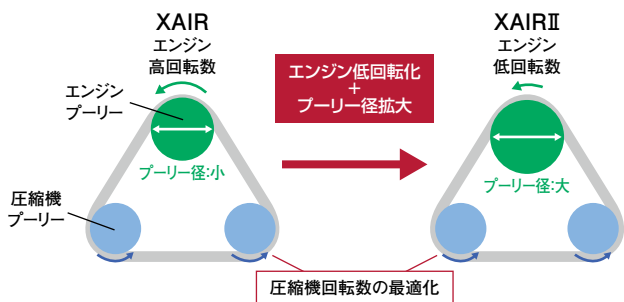 XAIR
エンジン
高回転数
エンジン
プーリー
プーリー径:小
圧縮機
プーリー
エンジン低回転化
+
プーリー径拡大
XAIRⅡ
エンジン
低回転数
プーリー径:大
圧縮機回転数の最適化